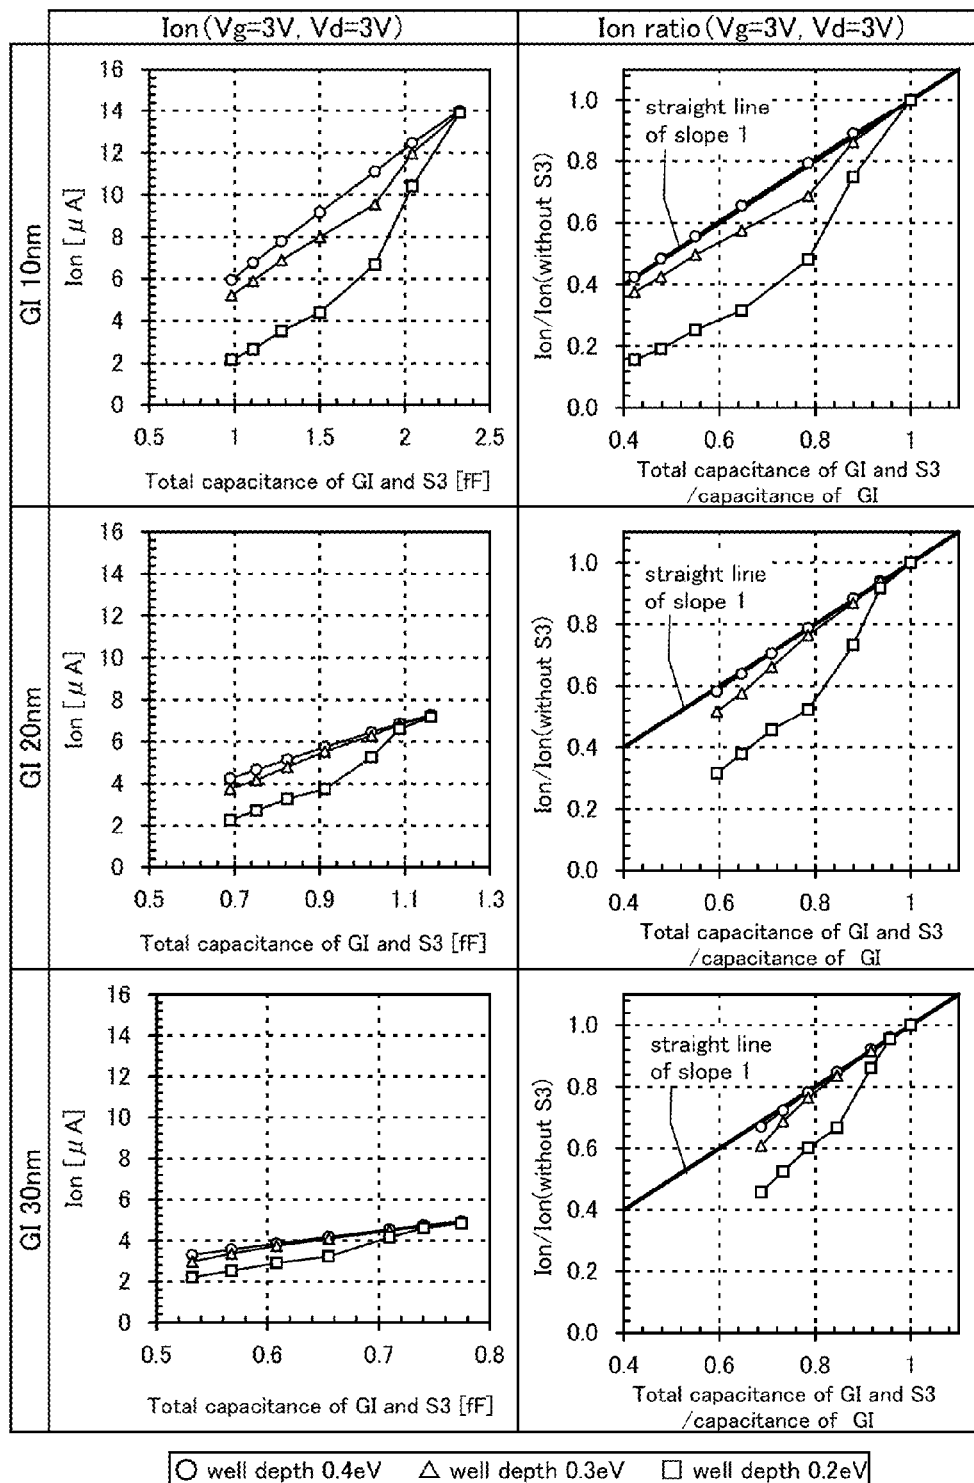 Ion (Vg=3V, Vd=3V)
Ion ratio (Vg=3V, Vd=3V)
GI 10nm
Ion [μA]
16
14
12
10
8
6
4
2
0
0.5 1 1.5 2 2.5
Total capacitance of GI and S3 [fF]
Ion/Ion(without S3)
straight line
of slope 1
1.0
0.8
0.6
0.4
0.2
0.0
0.4 0.6 0.8 1
Total capacitance of GI and S3
/capacitance of GI
GI 20nm
Ion [μA]
16
14
12
10
8
6
4
2
0
0.5 0.7 0.9 1.1 1.3
Total capacitance of GI and S3 [fF]
Ion/Ion(without S3)
straight line
of slope 1
1.0
0.8
0.6
0.4
0.2
0.0
0.4 0.6 0.8 1
Total capacitance of GI and S3
/capacitance of GI
GI 30nm
Ion [μA]
16
14
12
10
8
6
4
2
0
0.5 0.6 0.7 0.8
Total capacitance of GI and S3 [fF]
Ion/Ion(without S3)
straight line
of slope 1
1.0
0.8
0.6
0.4
0.2
0.0
0.4 0.6 0.8 1
Total capacitance of GI and S3
/capacitance of GI
well depth 0.4eV well depth 0.3eV well depth 0.2eV